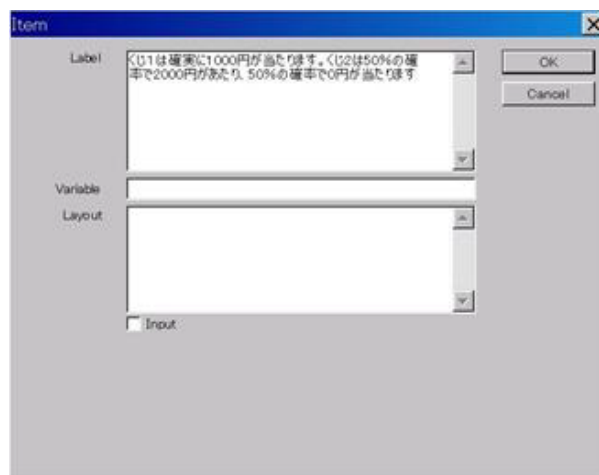 Item
Label
くじ1は確実に1000円が当たります。くじ2は50%の確
率で2000円があたり、50%の確率で0円が当たります
OK
Cancel
Variable
Layout
Input